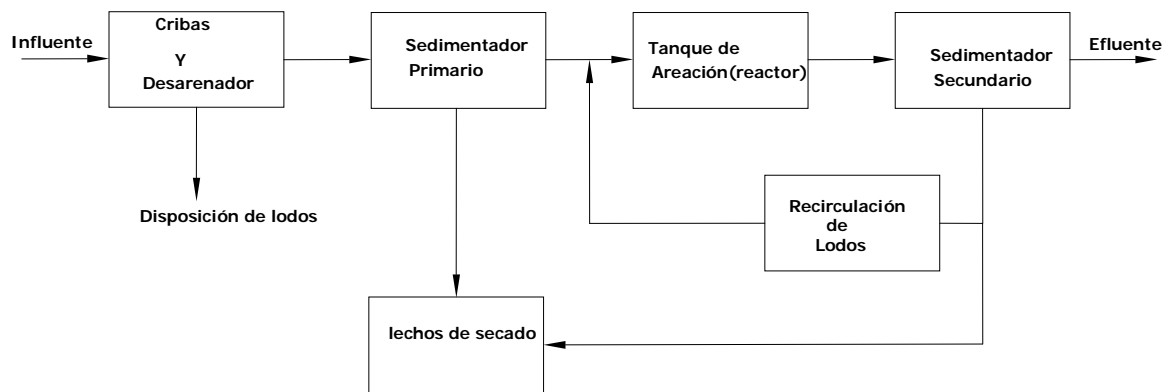 Influente
Cribas
Y
Desarenador
Sedimentador
Primario
Tanque de
Areación(reactor)
Sedimentador
Secundario
Efluente
Disposición de lodos
Recirculación
de
Lodos
lechos de secado